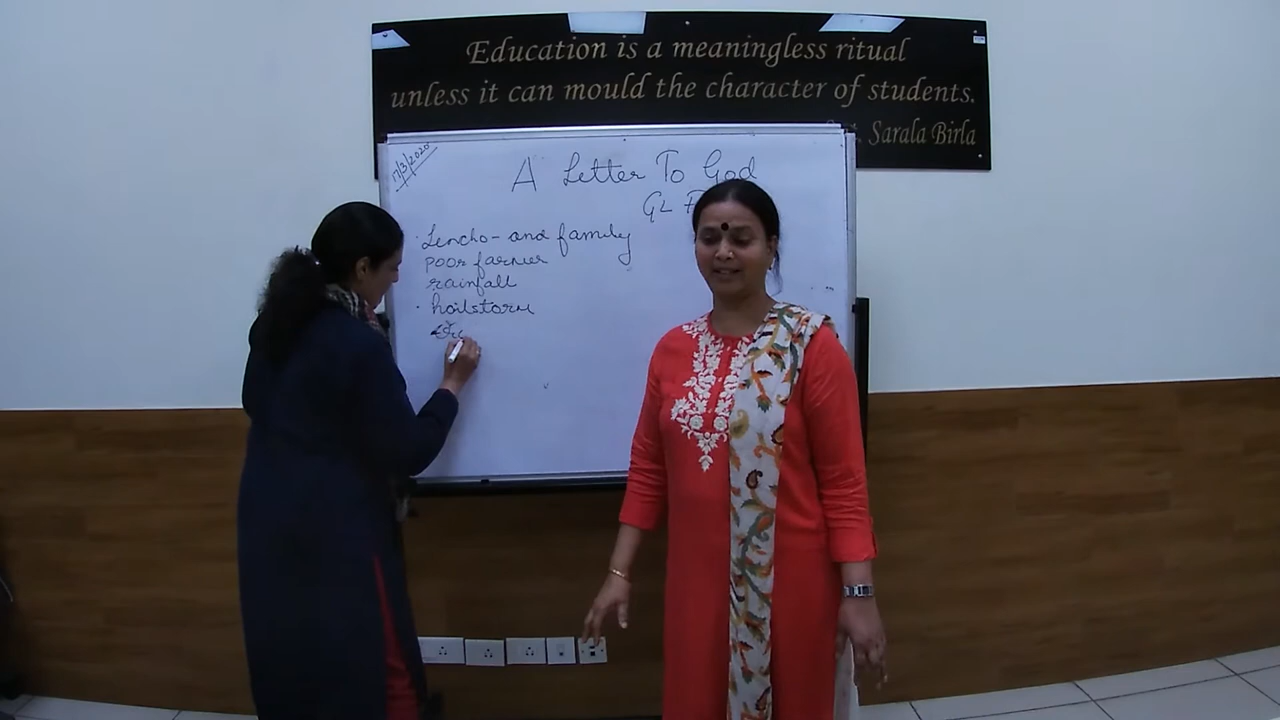 Education is a meaningless ritual
unless it can mould the character of students.
Sarala Birla
17/3/2020
A Letter To God
GL
· Lencho - and family
poor farmer
rainfall
· hailstorm